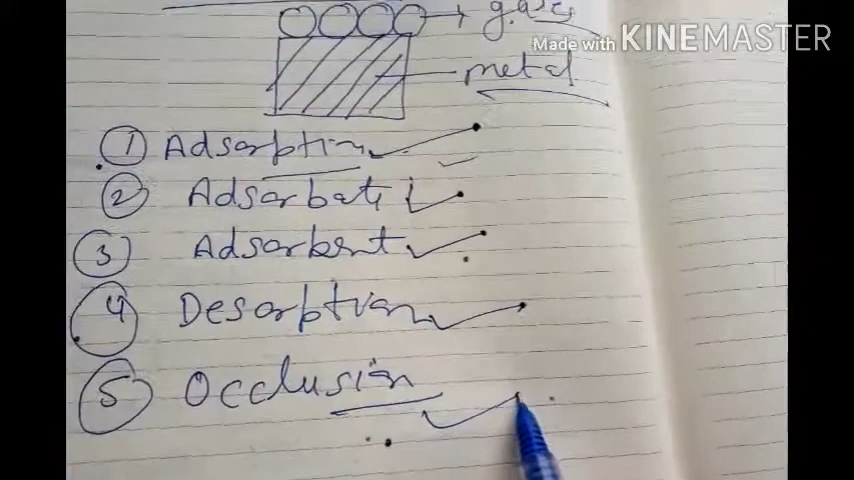 gas
Made with KINEMASTER
metal
① Adsorption
② Adsorbate
③ Adsorbent
④ Desorption
⑤ Occlusion